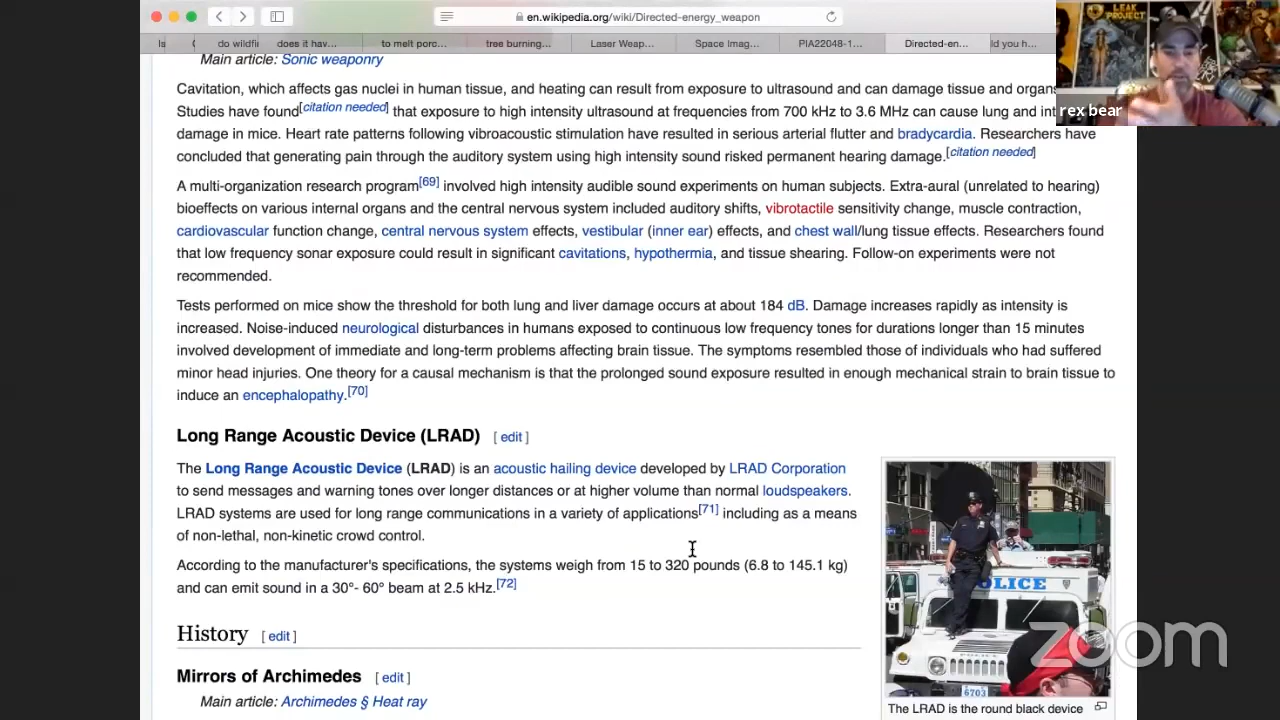 en.wikipedia.org/wiki/Directed-energy_weapon
do wildfi
does it hav...
to melt porc...
tree burning...
Laser Weap...
Space Imag...
PIA22048-1...
Directed-en...
ld you h...
LEAK
PROJECT
rex bear
Main article: Sonic weaponry
Cavitation, which affects gas nuclei in human tissue, and heating can result from exposure to ultrasound and can damage tissue and organs
Studies have found[citation needed] that exposure to high intensity ultrasound at frequencies from 700 kHz to 3.6 MHz can cause lung and int
damage in mice. Heart rate patterns following vibroacoustic stimulation have resulted in serious arterial flutter and bradycardia. Researchers have
concluded that generating pain through the auditory system using high intensity sound risked permanent hearing damage.[citation needed]
A multi-organization research program[69] involved high intensity audible sound experiments on human subjects. Extra-aural (unrelated to hearing)
bioeffects on various internal organs and the central nervous system included auditory shifts, vibrotactile sensitivity change, muscle contraction,
cardiovascular function change, central nervous system effects, vestibular (inner ear) effects, and chest wall/lung tissue effects. Researchers found
that low frequency sonar exposure could result in significant cavitations, hypothermia, and tissue shearing. Follow-on experiments were not
recommended.
Tests performed on mice show the threshold for both lung and liver damage occurs at about 184 dB. Damage increases rapidly as intensity is
increased. Noise-induced neurological disturbances in humans exposed to continuous low frequency tones for durations longer than 15 minutes
involved development of immediate and long-term problems affecting brain tissue. The symptoms resembled those of individuals who had suffered
minor head injuries. One theory for a causal mechanism is that the prolonged sound exposure resulted in enough mechanical strain to brain tissue to
induce an encephalopathy.[70]
Long Range Acoustic Device (LRAD) [ edit ]
The Long Range Acoustic Device (LRAD) is an acoustic hailing device developed by LRAD Corporation
to send messages and warning tones over longer distances or at higher volume than normal loudspeakers.
LRAD systems are used for long range communications in a variety of applications[71] including as a means
of non-lethal, non-kinetic crowd control.
According to the manufacturer's specifications, the systems weigh from 15 to 320 pounds (6.8 to 145.1 kg)
and can emit sound in a 30°- 60° beam at 2.5 kHz.[72]
History [ edit ]
Mirrors of Archimedes [ edit ]
Main article: Archimedes § Heat ray
OLICE
6703
The LRAD is the round black device
zoom